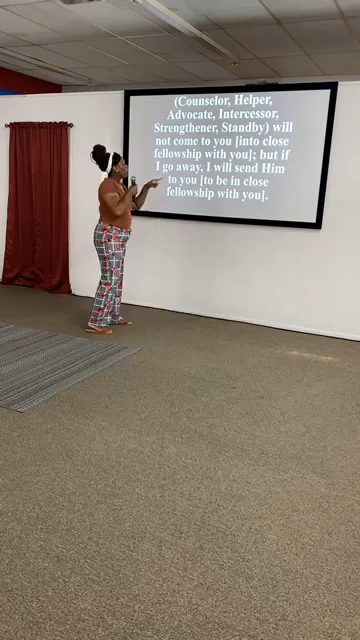 (Counselor, Helper,
Advocate, Intercessor,
Strengthener, Standby) will
not come to you [into close
fellowship with you]; but if
I go away, I will send Him
to you [to be in close
fellowship with you].